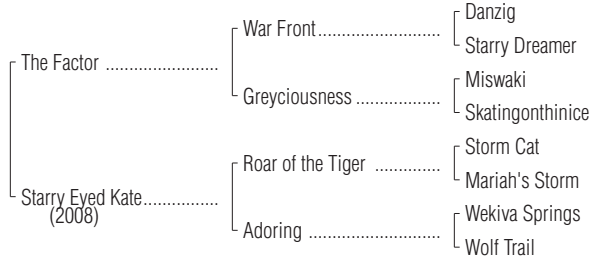 Danzig
War Front........................
Starry Dreamer
The Factor ......................
Miswaki
Greyciousness .................
Skatingonthinice
Storm Cat
Roar of the Tiger .............
Mariah's Storm
Starry Eyed Kate...............
(2008)
Wekiva Springs
Adoring ..........................
Wolf Trail